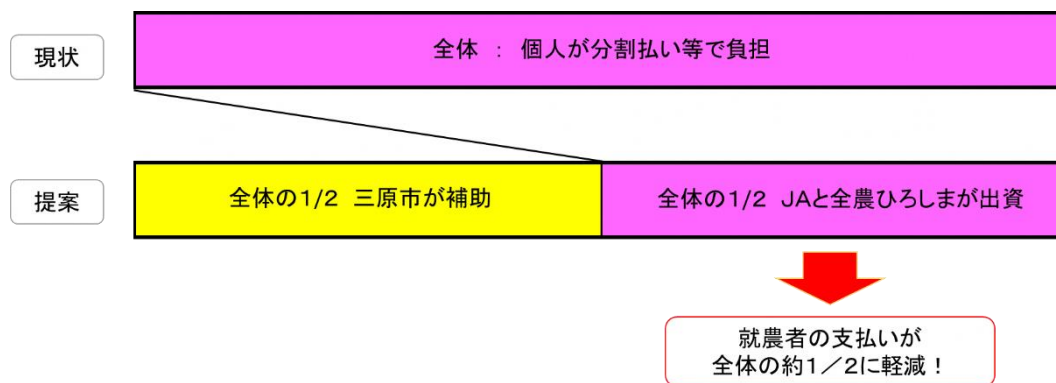 現状
全体 : 個人が分割払い等で負担
提案
全体の1/2 三原市が補助
全体の1/2 JAと全農ひろしまが出資
就農者の支払いが
全体の約1/2に軽減!